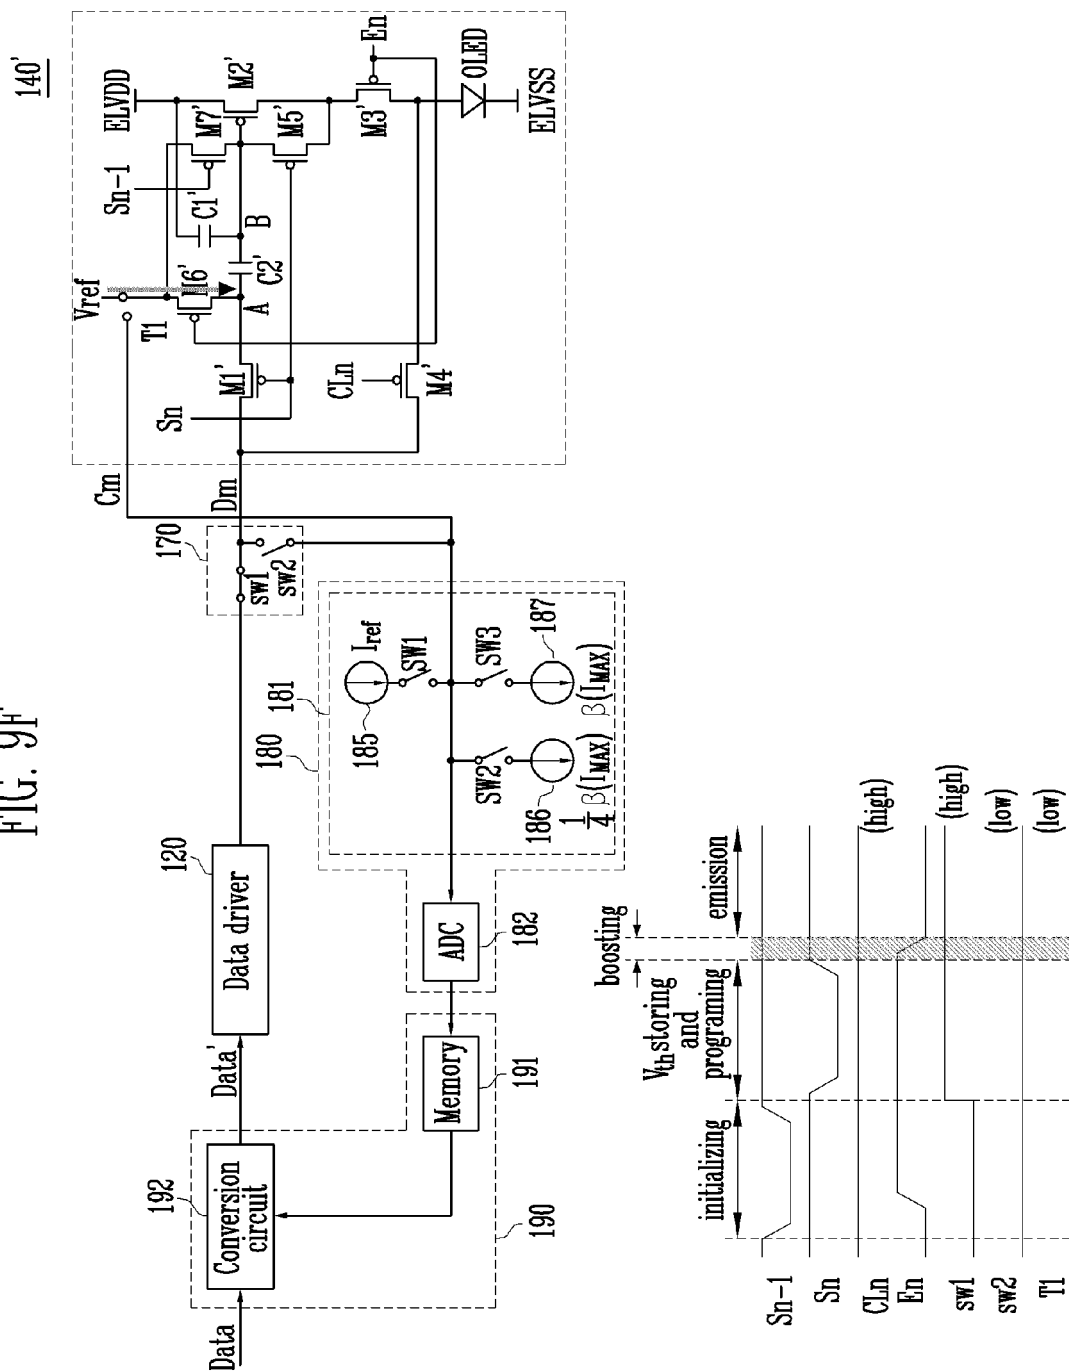 FIG. 9F
140'
ELVDD
Vref
Sn-1
M7'
M2'
C1'
T1
M6'
B
M5'
En
A
C2'
M3'
OLED
ELVSS
Cm
M1'
Sn
CLn
M4'
Dm
170
sw1
sw2
180
181
Iref
185
SW1
SW3
187
β(IMAX)
SW2
186
1/4 β(IMAX)
120
Data driver
ADC
182
Data'
Memory
191
192
Conversion
circuit
190
Data
initializing
Vth storing
and
programing
boosting
emission
Sn-1
Sn
CLn
(high)
En
sw1
(high)
sw2
(low)
T1
(low)